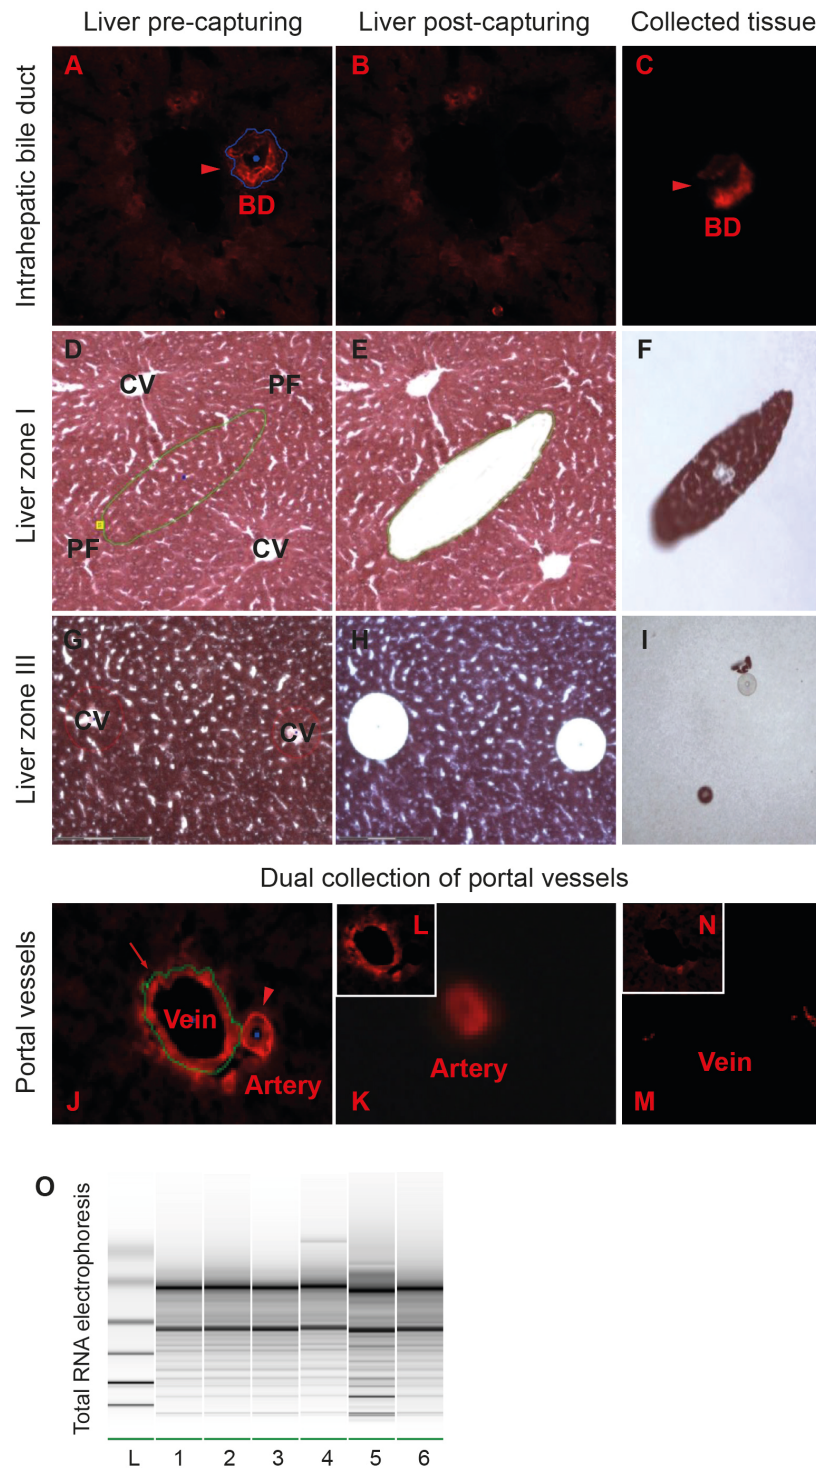 Liver pre-capturing Liver post-capturing Collected tissue
Intrahepatic bile duct
A B C
BD
BD
Liver zone I
D E F
CV PF
PF CV
Liver zone III
G H I
CV CV
Dual collection of portal vessels
Portal vessels
L N
Vein
Artery
Artery
Vein
J K M
O
Total RNA electrophoresis
L 1 2 3 4 5 6